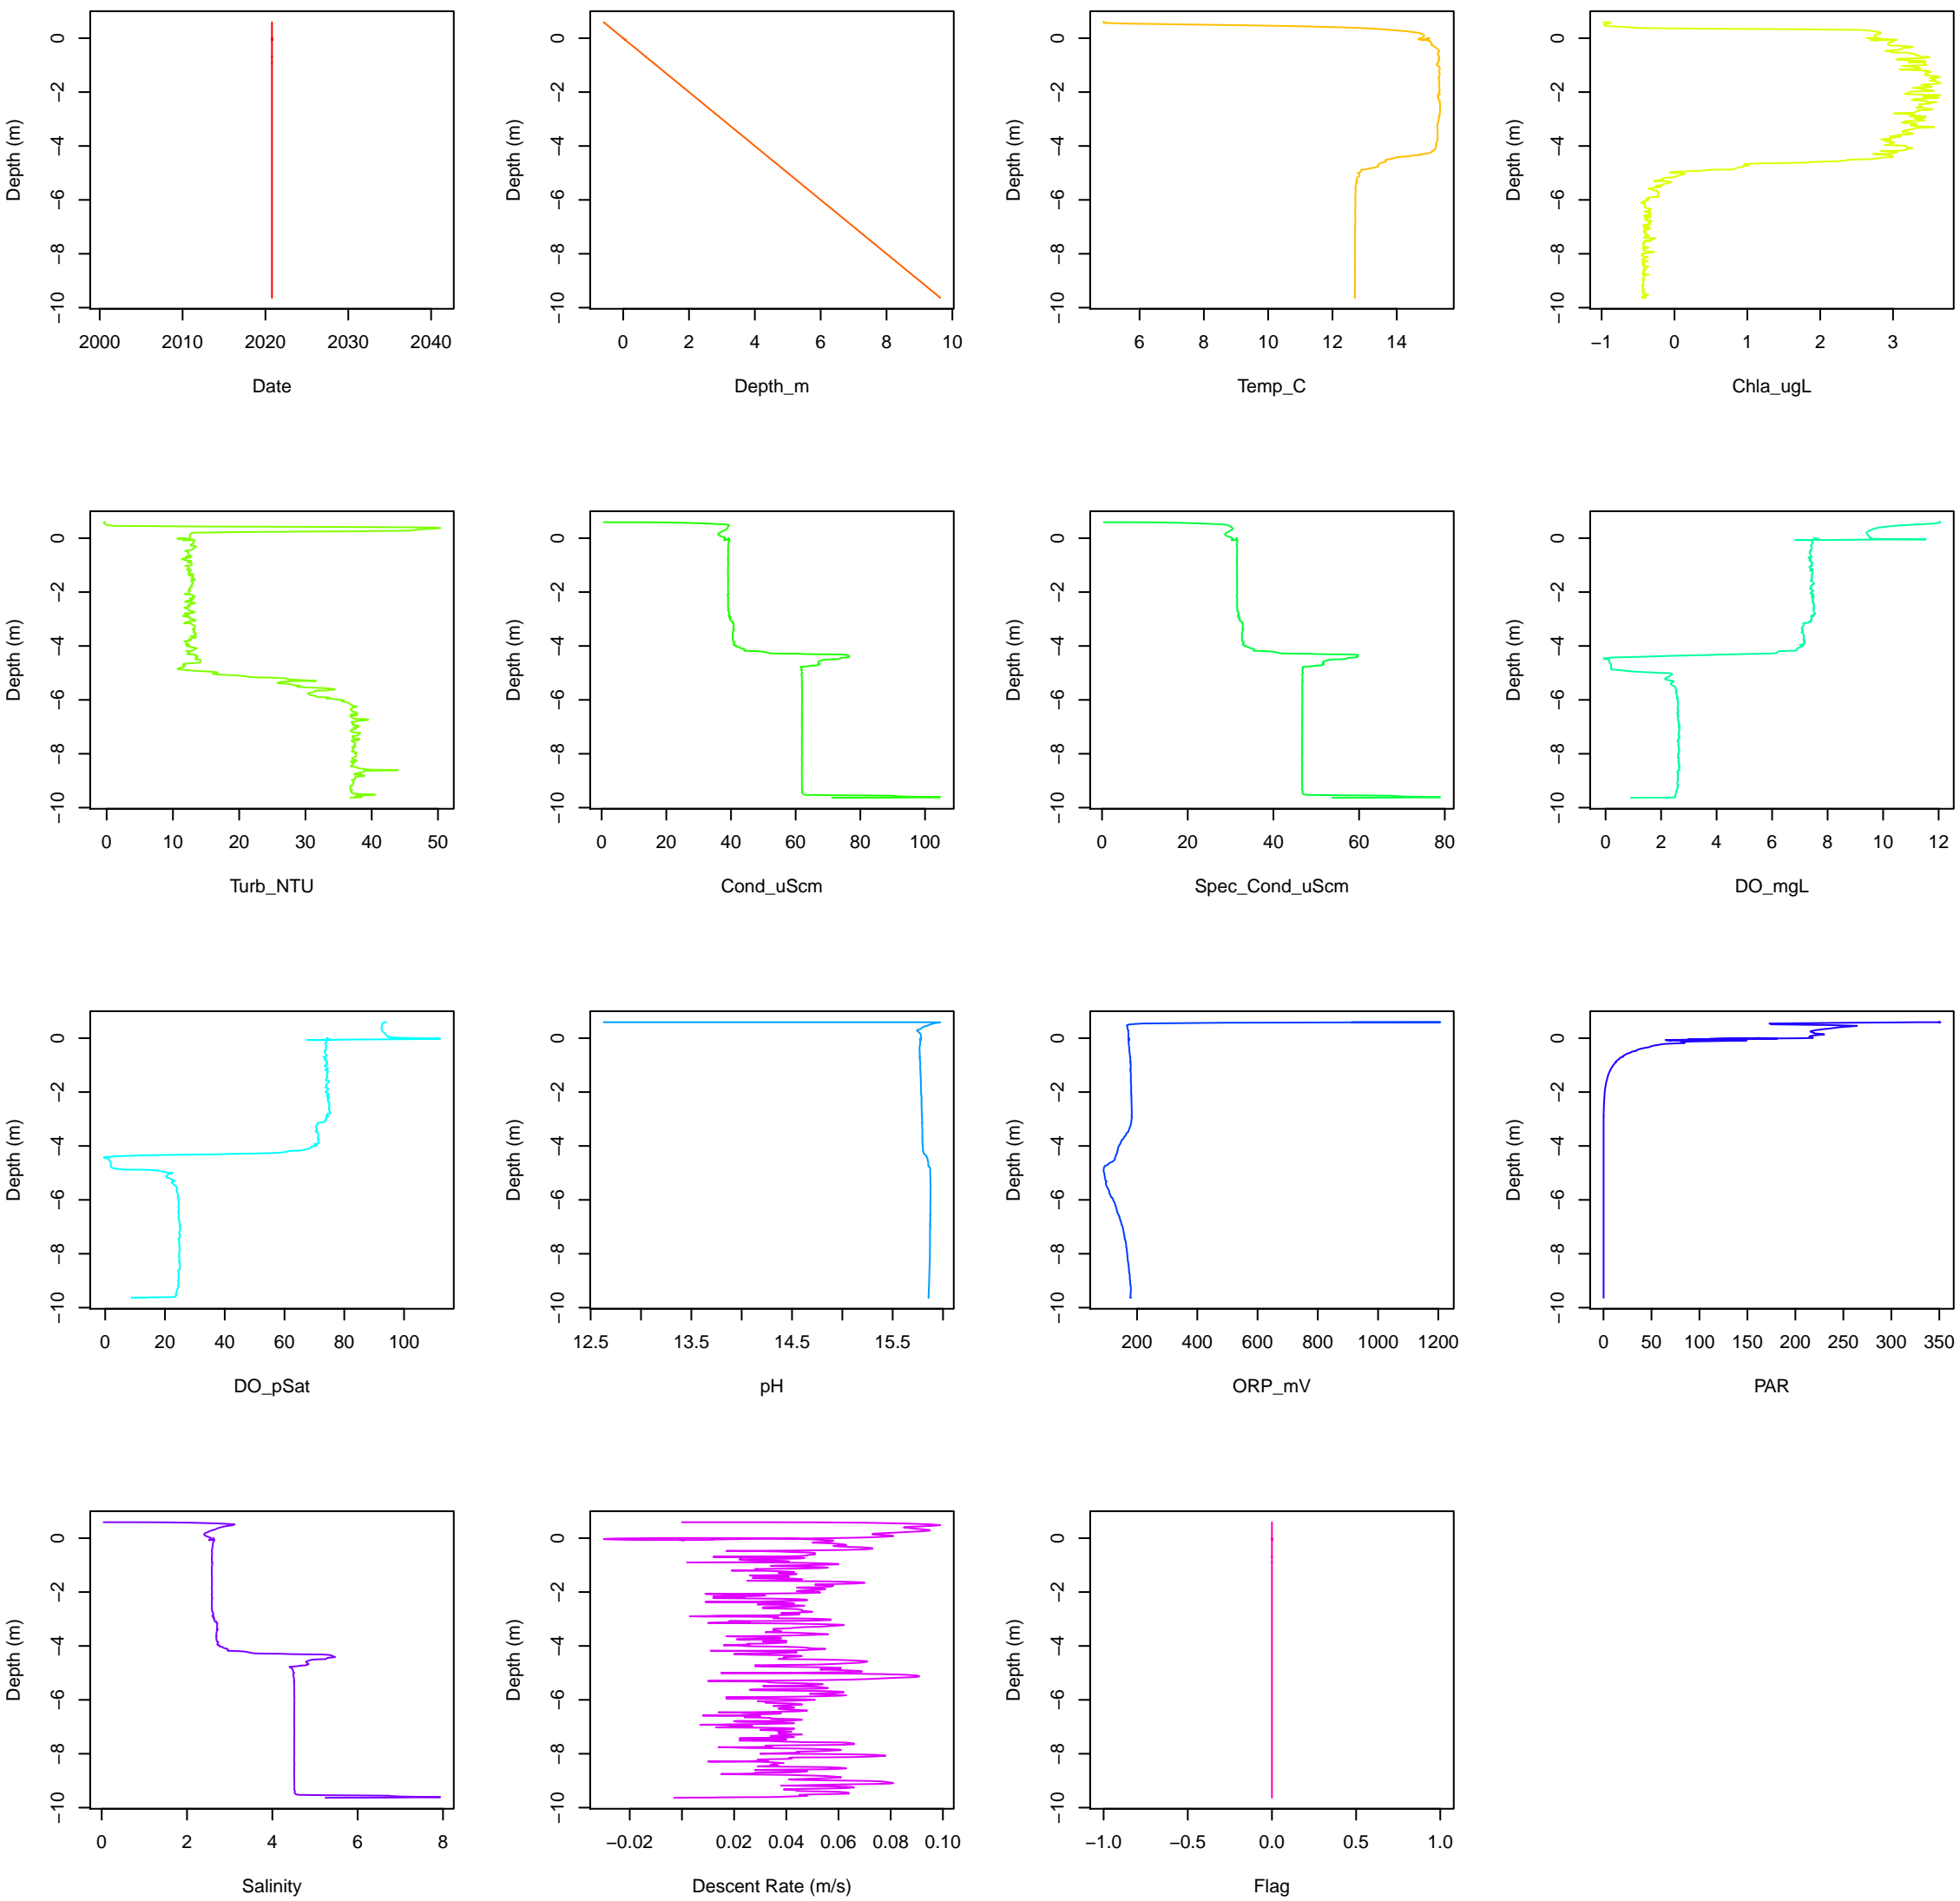 Depth (m)
0
−2
−4
−6
−8
−10
2000 2010 2020 2030 2040
Date
Depth (m)
0
−2
−4
−6
−8
−10
0 2 4 6 8 10
Depth_m
Depth (m)
0
−2
−4
−6
−8
−10
6 8 10 12 14
Temp_C
Depth (m)
0
−2
−4
−6
−8
−10
−1 0 1 2 3
Chla_ugL
Depth (m)
0
−2
−4
−6
−8
−10
0 10 20 30 40 50
Turb_NTU
Depth (m)
0
−2
−4
−6
−8
−10
0 20 40 60 80 100
Cond_uScm
Depth (m)
0
−2
−4
−6
−8
−10
0 20 40 60 80
Spec_Cond_uScm
Depth (m)
0
−2
−4
−6
−8
−10
0 2 4 6 8 10 12
DO_mgL
Depth (m)
0
−2
−4
−6
−8
−10
0 20 40 60 80 100
DO_pSat
Depth (m)
0
−2
−4
−6
−8
−10
12.5 13.5 14.5 15.5
pH
Depth (m)
0
−2
−4
−6
−8
−10
200 400 600 800 1000 1200
ORP_mV
Depth (m)
0
−2
−4
−6
−8
−10
0 50 100 150 200 250 300 350
PAR
Depth (m)
0
−2
−4
−6
−8
−10
0 2 4 6 8
Salinity
Depth (m)
0
−2
−4
−6
−8
−10
−0.02 0.02 0.04 0.06 0.08 0.10
Descent Rate (m/s)
Depth (m)
0
−2
−4
−6
−8
−10
−1.0 −0.5 0.0 0.5 1.0
Flag